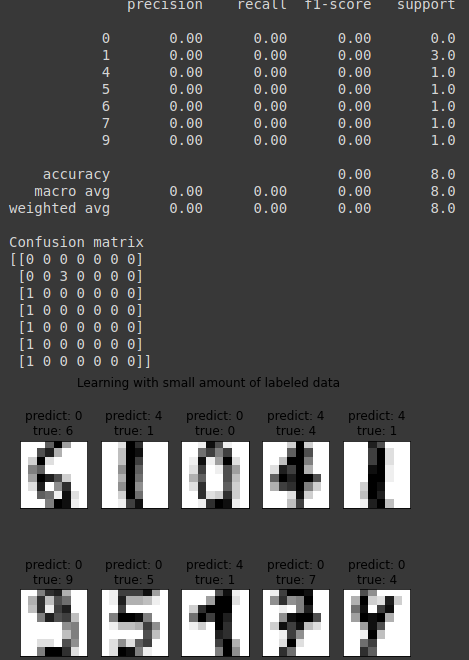 precision recall f1-score support
0 0.00 0.00 0.00 0.0
1 0.00 0.00 0.00 3.0
4 0.00 0.00 0.00 1.0
5 0.00 0.00 0.00 1.0
6 0.00 0.00 0.00 1.0
7 0.00 0.00 0.00 1.0
9 0.00 0.00 0.00 1.0
accuracy 0.00 8.0
macro avg 0.00 0.00 0.00 8.0
weighted avg 0.00 0.00 0.00 8.0
Confusion matrix
[[0 0 0 0 0 0 0]
[0 0 3 0 0 0 0]
[1 0 0 0 0 0 0]
[1 0 0 0 0 0 0]
[1 0 0 0 0 0 0]
[1 0 0 0 0 0 0]
[1 0 0 0 0 0 0]]
Learning with small amount of labeled data
predict: 0 predict: 4 predict: 0 predict: 4 predict: 4
true: 6 true: 1 true: 0 true: 4 true: 1
predict: 0 predict: 0 predict: 4 predict: 0 predict: 0
true: 9 true: 5 true: 1 true: 7 true: 4